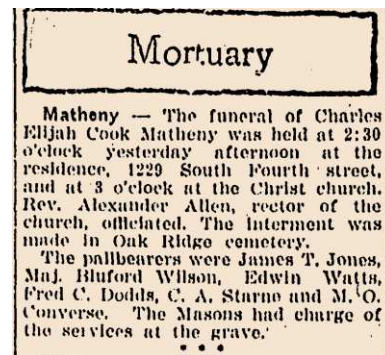 Mortuary
Matheny — The funeral of Charles
Elijah Cook Matheny was held at 2:30
o'clock yesterday afternoon at the
residence, 1229 South Fourth street,
and at 3 o'clock at the Christ church.
Rev. Alexander Allen, rector of the
church, officiated. The interment was
made in Oak Ridge cemetery.
The pallbearers were James T. Jones,
Maj. Bluford Wilson, Edwin Watts,
Fred C. Dodds, C. A. Starne and M. O.
Converse. The Masons had charge of
the services at the grave.
* * *